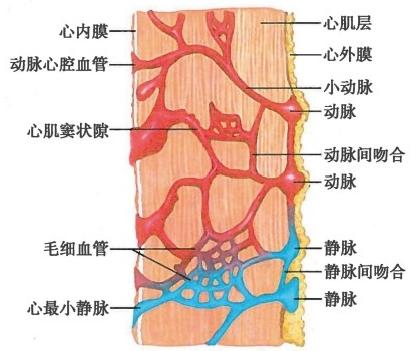 心内膜
动脉心腔血管
心肌窦状隙
毛细血管
心最小静脉
心肌层
心外膜
小动脉
动脉
动脉间吻合
动脉
静脉
静脉间吻合
静脉